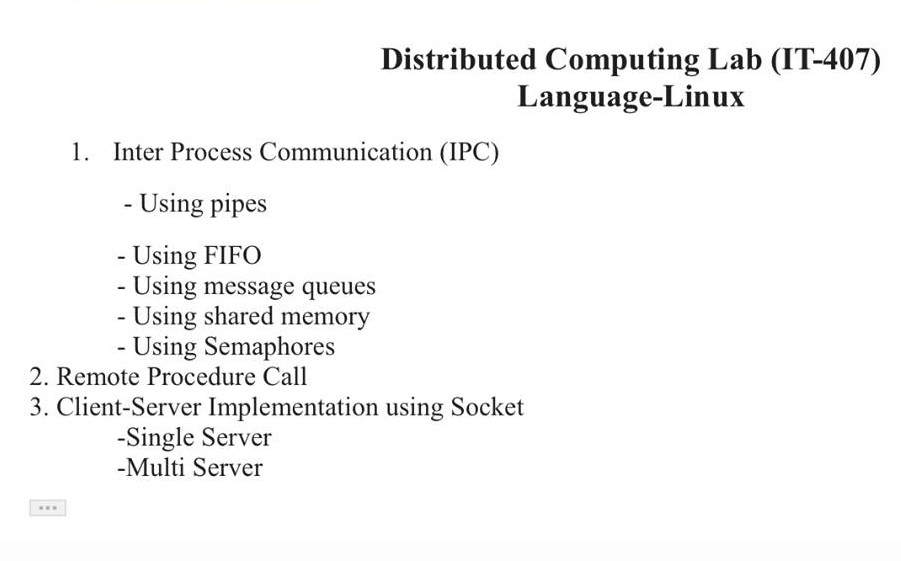 Distributed Computing Lab (IT-407)
Language-Linux
1. Inter Process Communication (IPC)
- Using pipes
- Using FIFO
- Using message queues
- Using shared memory
- Using Semaphores
2. Remote Procedure Call
3. Client-Server Implementation using Socket
-Single Server
-Multi Server